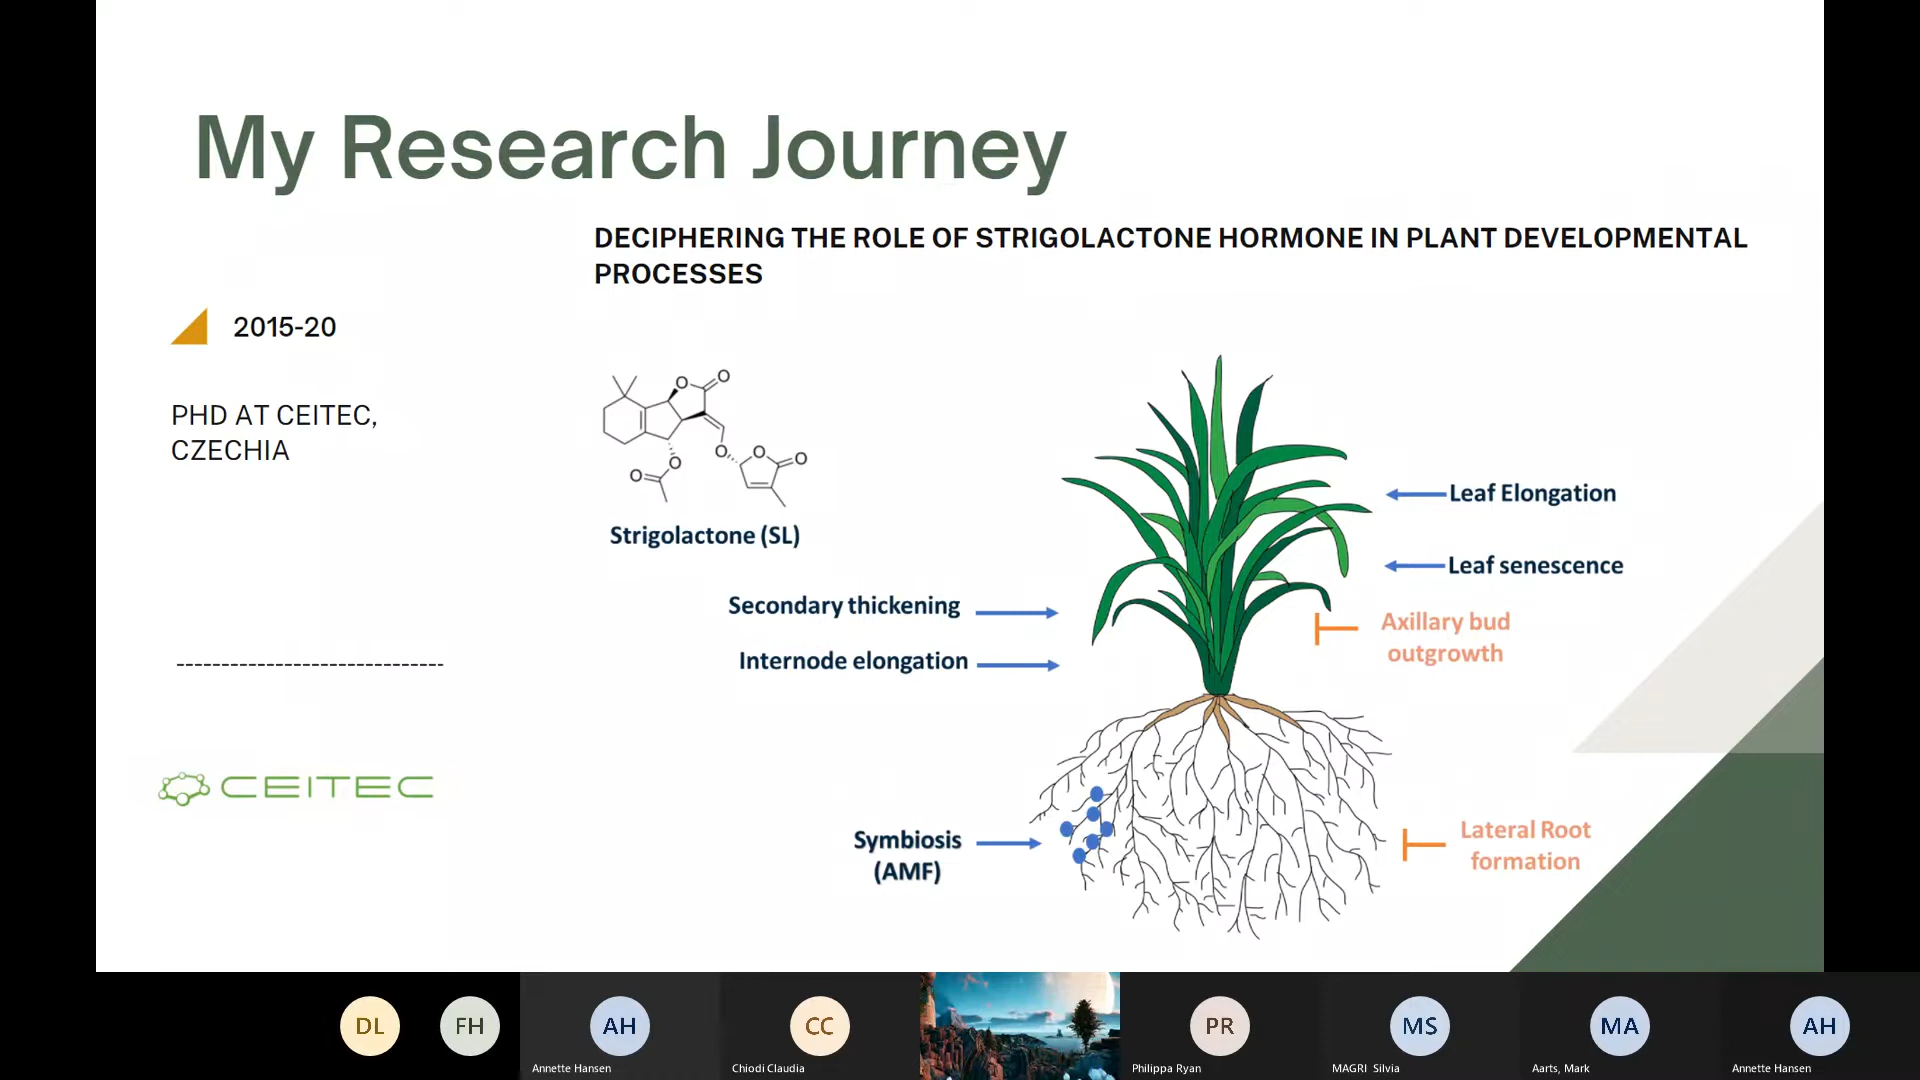 My Research Journey
DECIPHERING THE ROLE OF STRIGOLACTONE HORMONE IN PLANT DEVELOPMENTAL
PROCESSES
2015-20
PHD AT CEITEC,
CZECHIA
------------------------------
CEITEC
O
O
O
O
O
O
O
Strigolactone (SL)
Secondary thickening
Internode elongation
Symbiosis
(AMF)
Leaf Elongation
Leaf senescence
Axillary bud
outgrowth
Lateral Root
formation
DL
FH
AH
Annette Hansen
CC
Chiodi Claudia
PR
Philippa Ryan
MS
MAGRI Silvia
MA
Aarts, Mark
AH
Annette Hansen